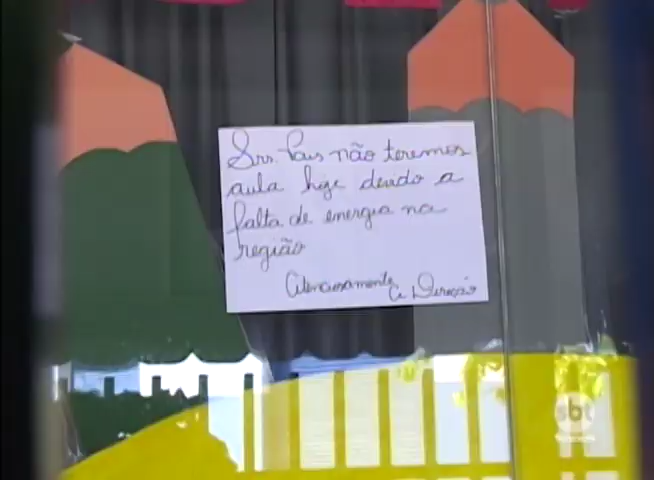 Srs. Pais não teremos
aula hoje devido a
falta de energia na
região
Atenciosamente
A Direção
sbt